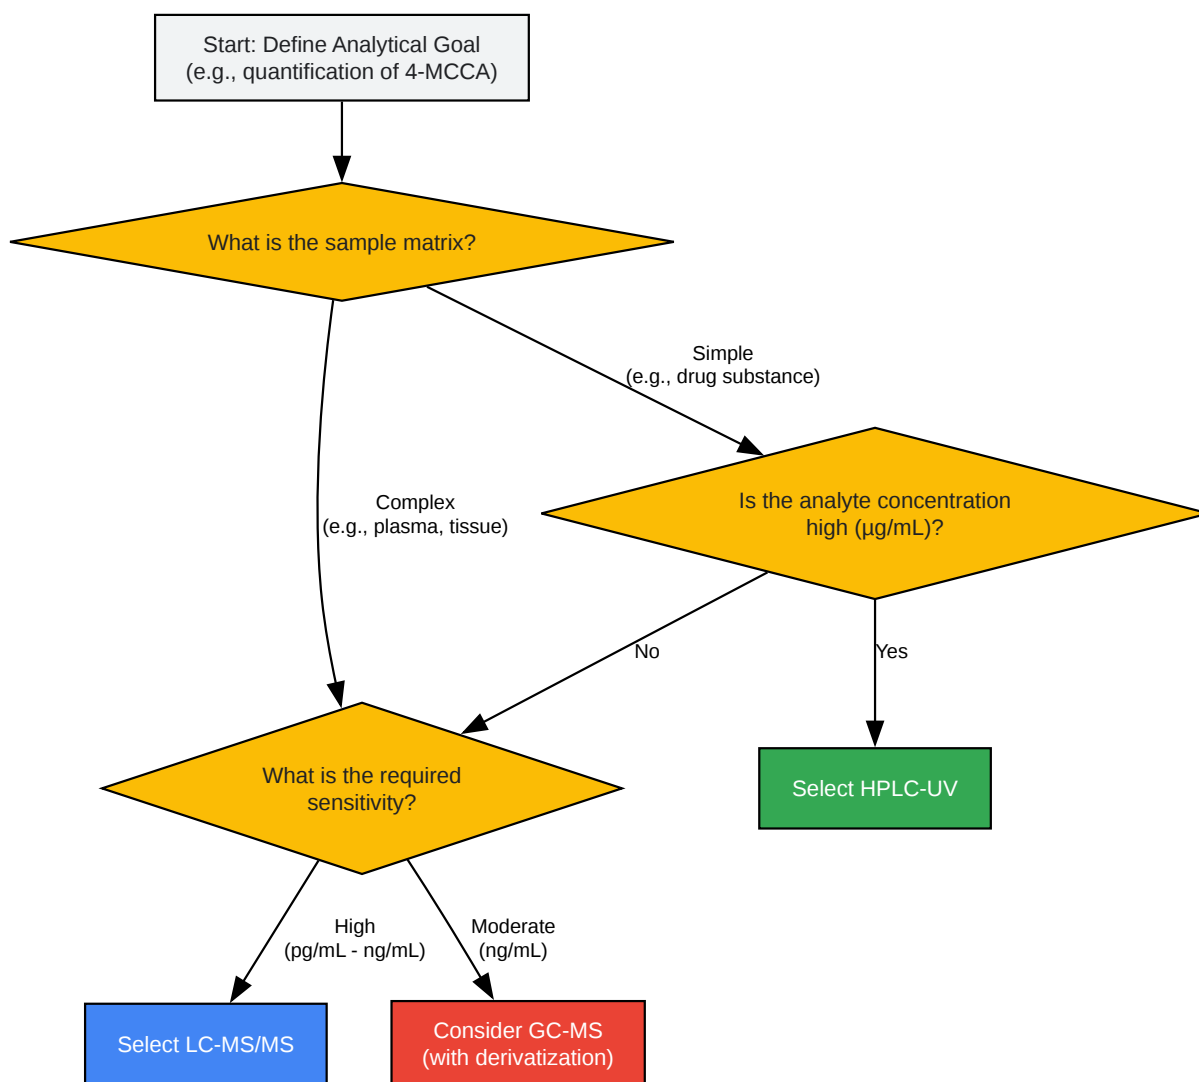 Start: Define Analytical Goal
(e.g., quantification of 4-MCCA)
What is the sample matrix?
Simple
(e.g., drug substance)
Complex
(e.g., plasma, tissue)
Is the analyte concentration
high (µg/mL)?
No
Yes
What is the required
sensitivity?
Select HPLC-UV
High
(pg/mL - ng/mL)
Moderate
(ng/mL)
Select LC-MS/MS
Consider GC-MS
(with derivatization)